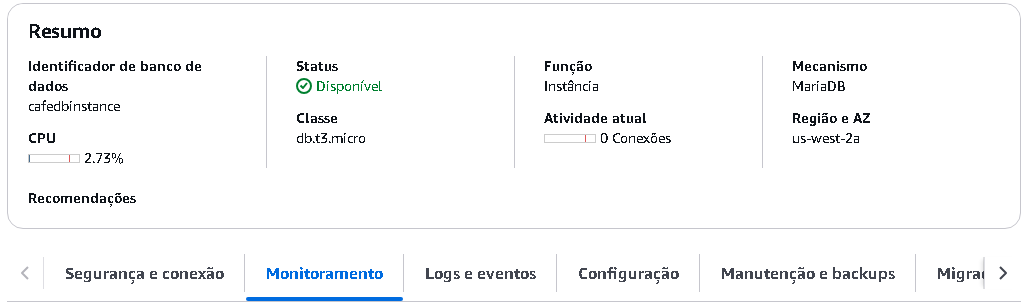 Resumo
Identificador de banco de
dados
cafedbinstance
CPU
2.73%
Status
Disponível
Classe
db.t3.micro
Função
Instância
Atividade atual
0 Conexões
Mecanismo
MariaDB
Região e AZ
us-west-2a
Recomendações
Segurança e conexão
Monitoramento
Logs e eventos
Configuração
Manutenção e backups